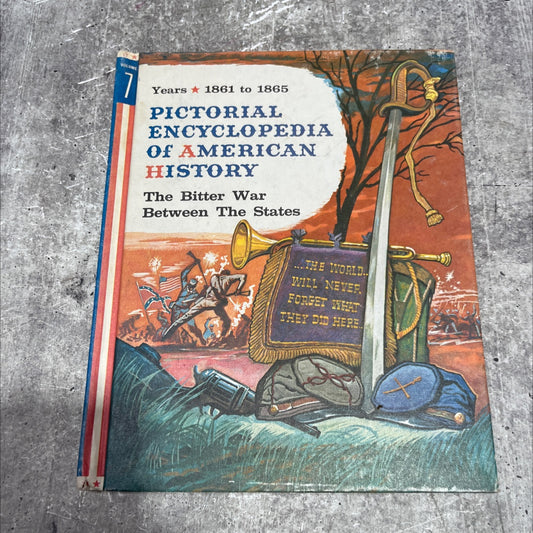 VOLUME
7
Years ★ 1861 to 1865
PICTORIAL
ENCYCLOPEDIA
OF AMERICAN
HISTORY
The Bitter War
Between The States
...THE WORLD..
WILL NEVER
FORGET WHAT
THEY DID HERE..